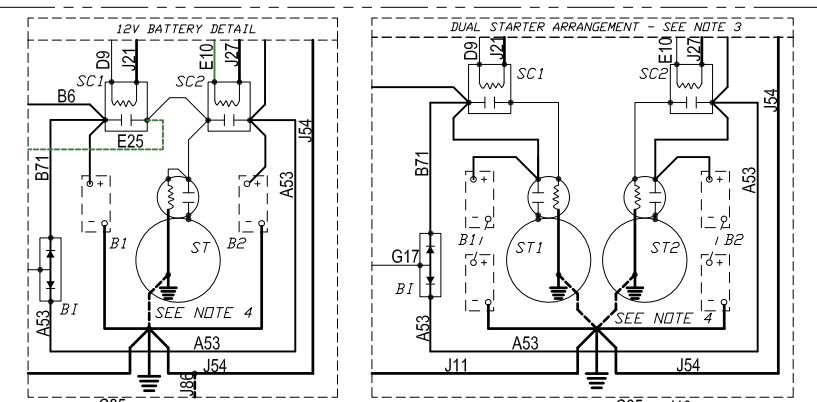 12V BATTERY DETAIL
D9
J21
E10
J27
SC1
SC2
B6
E25
J54
B71
A53
B1
ST
B2
BI
SEE NOTE 4
A53
A53
J54
J86
DUAL STARTER ARRANGEMENT - SEE NOTE 3
D9
J21
E10
J27
SC1
SC2
J54
B71
A53
B1
ST1
ST2
B2
G17
BI
SEE NOTE 4
A53
A53
J11
J54